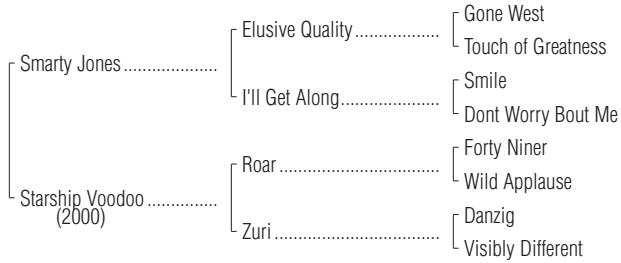 Gone West
Elusive Quality..................
Touch of Greatness
Smarty Jones....................
Smile
I'll Get Along.....................
Dont Worry Bout Me
Forty Niner
Roar..................................
Wild Applause
Starship Voodoo...............
(2000)
Danzig
Zuri...................................
Visibly Different